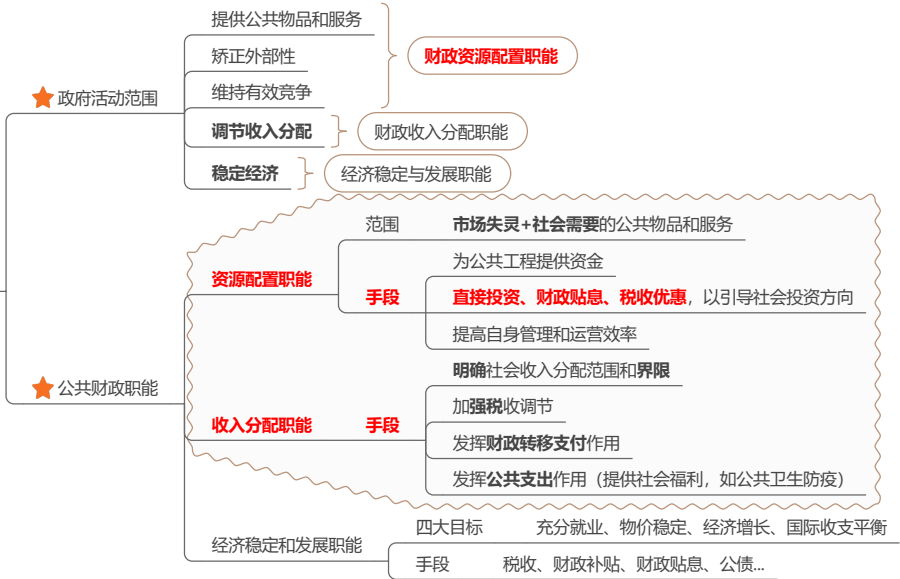 提供公共物品和服务
矫正外部性
财政资源配置职能
维持有效竞争
政府活动范围
调节收入分配
财政收入分配职能
稳定经济
经济稳定与发展职能
范围
市场失灵+社会需要的公共物品和服务
为公共工程提供资金
资源配置职能
手段
直接投资、财政贴息、税收优惠，以引导社会投资方向
提高自身管理和运营效率
明确社会收入分配范围和界限
公共财政职能
加强税收调节
收入分配职能
手段
发挥财政转移支付作用
发挥公共支出作用（提供社会福利，如公共卫生防疫）
四大目标
充分就业、物价稳定、经济增长、国际收支平衡
经济稳定和发展职能
手段
税收、财政补贴、财政贴息、公债...